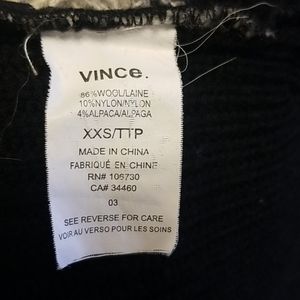 VINCE.
86%WOOL/LAINE
10%NYLON/NYLON
4%ALPACA/ALPAGA
XXS/TTP
MADE IN CHINA
FABRIQUÉ EN CHINE
RN# 106730
CA# 34460
03
SEE REVERSE FOR CARE
VOIR AU VERSO POUR LES SOINS